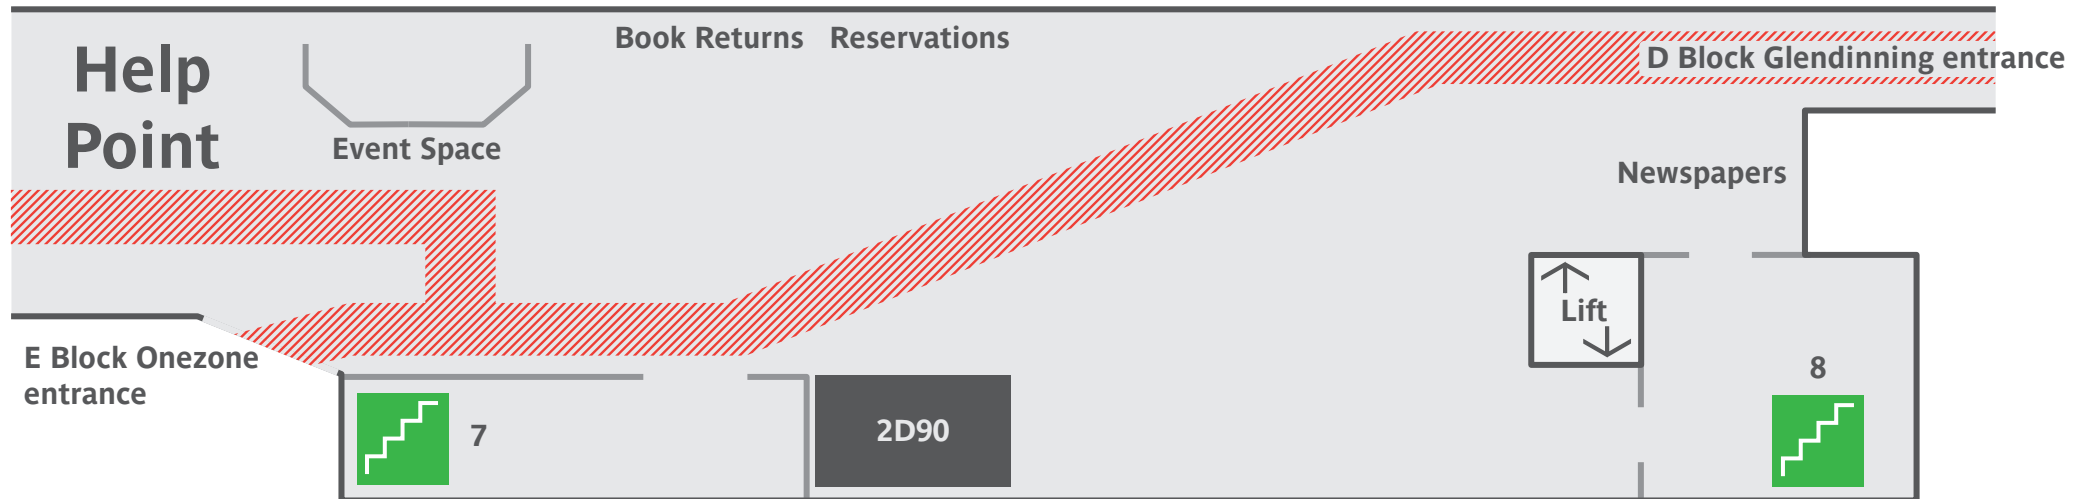 Help
Point
Event Space
Book Returns
Reservations
D Block Glendinning entrance
Newspapers
Lift
E Block Onezone
entrance
7
2D90
8